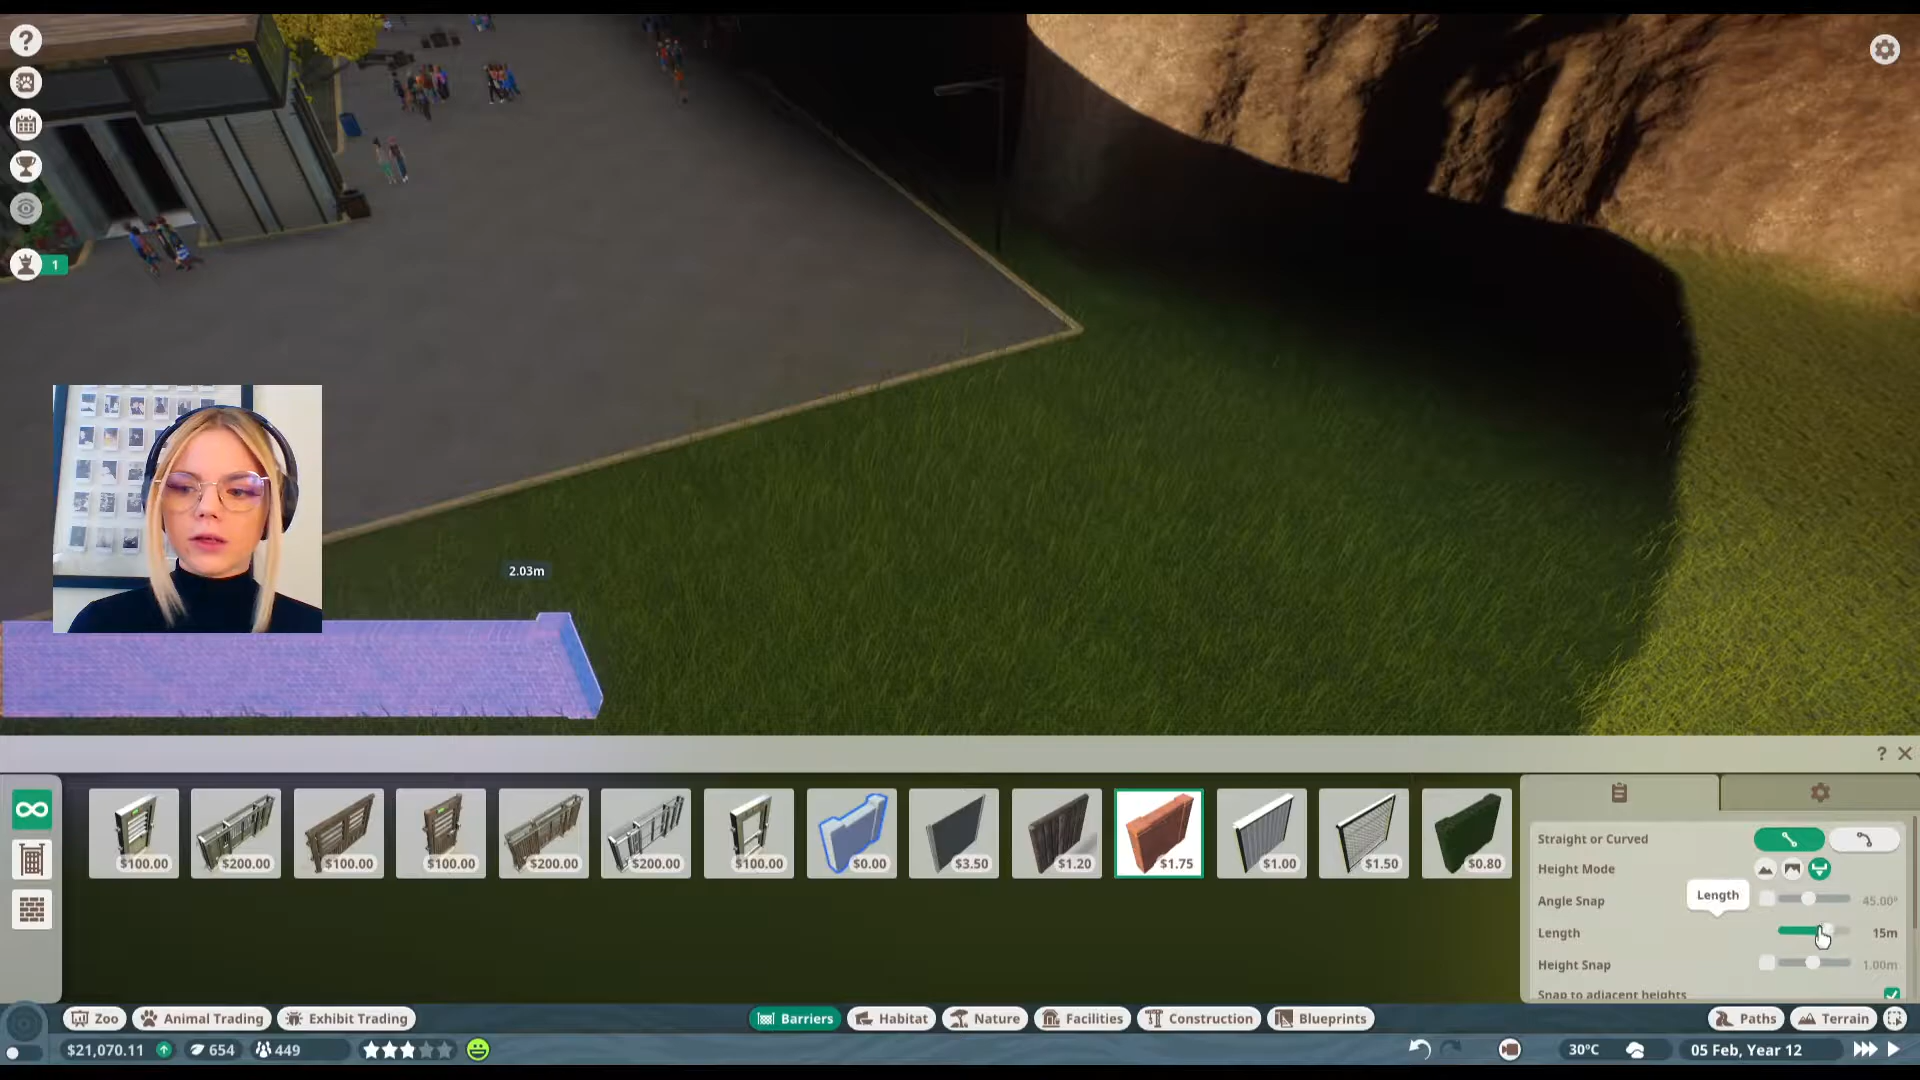 ?
1
2.03m
?
$100.00
$200.00
$100.00
$100.00
$200.00
$200.00
$100.00
$0.00
$3.50
$1.20
$1.75
$1.00
$1.50
$0.80
Straight or Curved
Height Mode
Length
Angle Snap 45.00°
Length 15m
Height Snap 1.00m
Snap to adjacent heights
Zoo Animal Trading Exhibit Trading Barriers Habitat Nature Facilities Construction Blueprints Paths Terrain
$21,070.11 654 449 30°C 05 Feb, Year 12